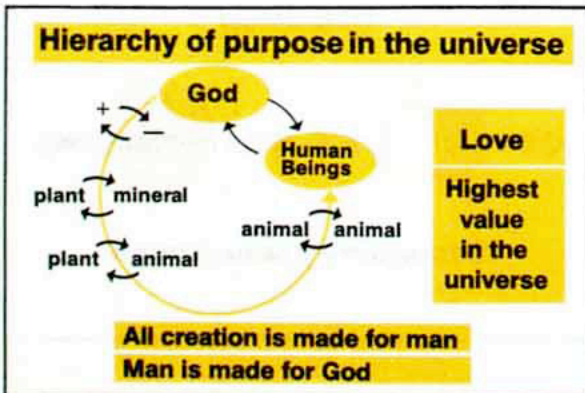 Hierarchy of purpose in the universe
God
+
−
Human
Beings
plant mineral
animal animal
plant animal
Love
Highest
value
in the
universe
All creation is made for man
Man is made for God